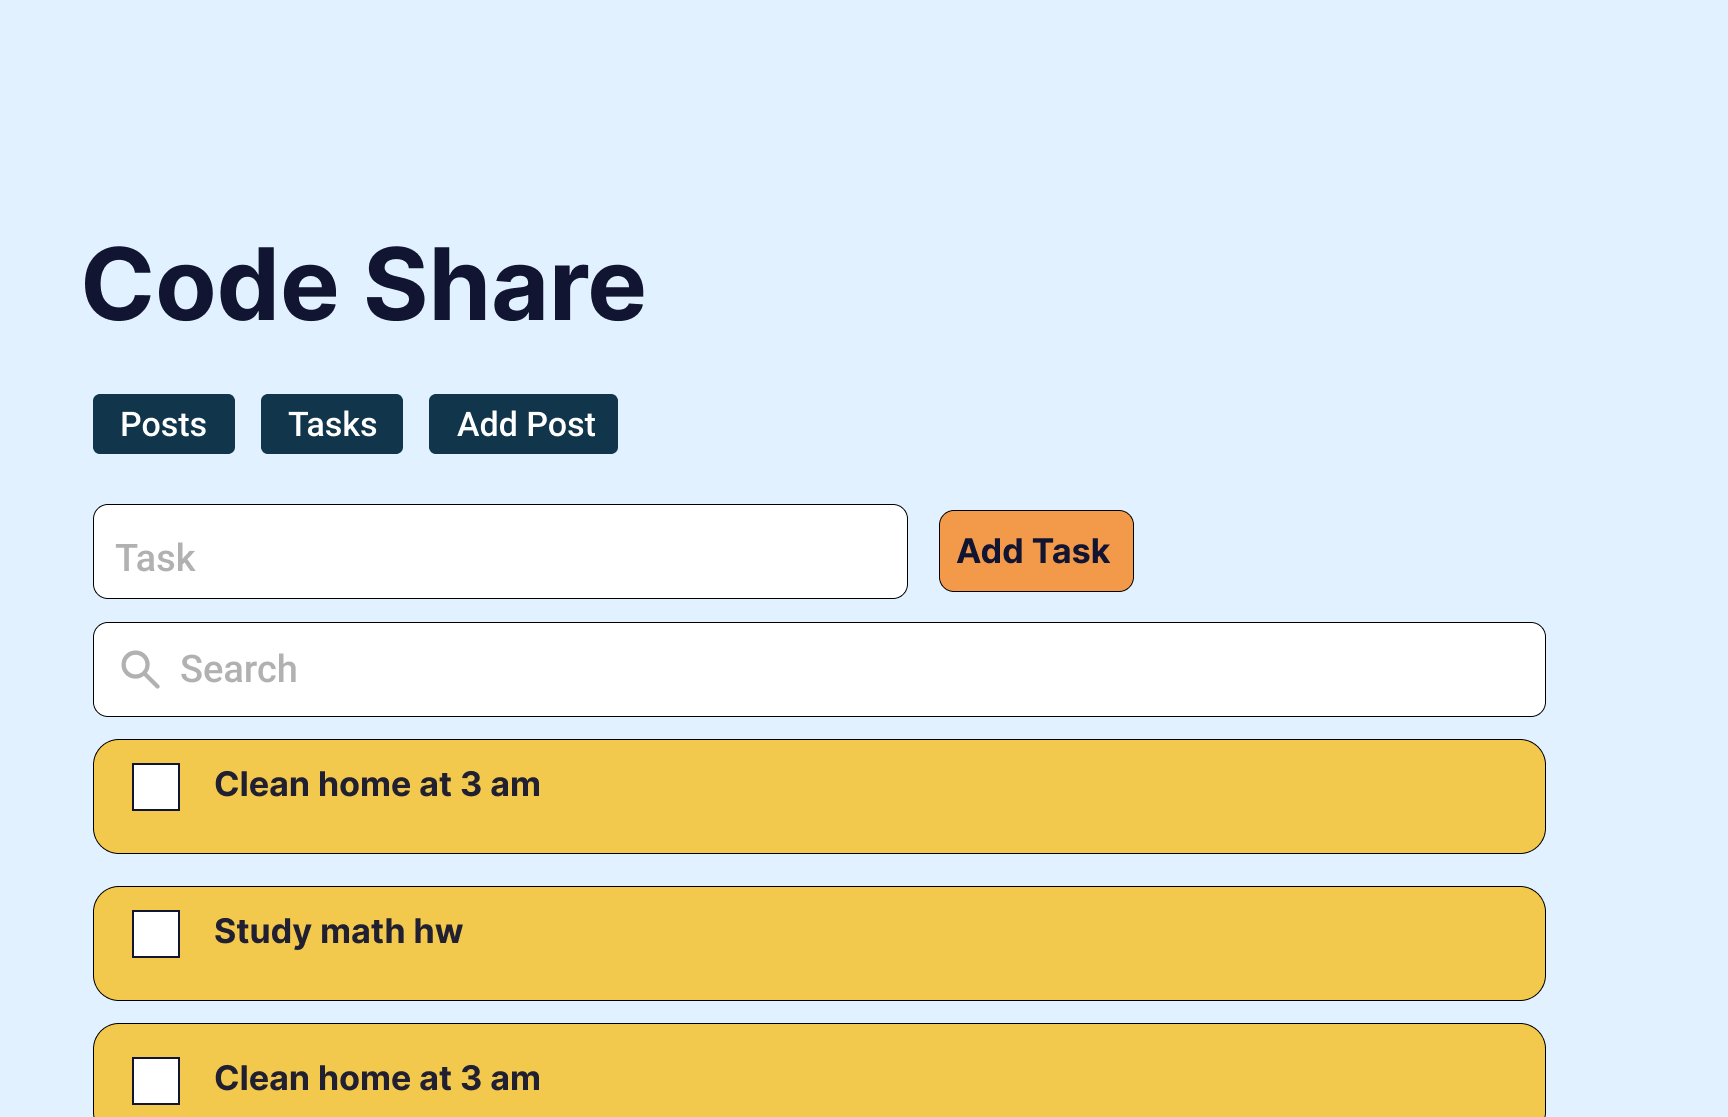 Code Share
Posts Tasks Add Post
Task Add Task
Search
Clean home at 3 am
Study math hw
Clean home at 3 am